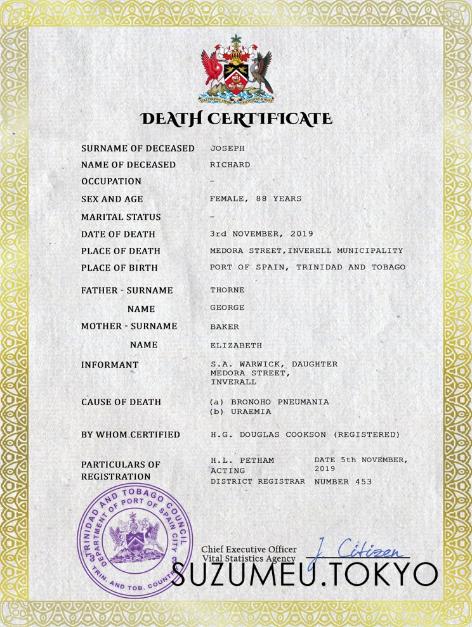 DEATH CERTIFICATE
SURNAME OF DECEASED JOSEPH
NAME OF DECEASED RICHARD
OCCUPATION –
SEX AND AGE FEMALE, 88 YEARS
MARITAL STATUS –
DATE OF DEATH 3rd NOVEMBER, 2019
PLACE OF DEATH MEDORA STREET,INVERELL MUNICIPALITY
PLACE OF BIRTH PORT OF SPAIN, TRINIDAD AND TOBAGO
FATHER - SURNAME THORNE
NAME GEORGE
MOTHER - SURNAME BAKER
NAME ELIZABETH
INFORMANT S.A. WARWICK, DAUGHTER
MEDORA STREET,
INVERALL
CAUSE OF DEATH (a) BRONOHO PNEUMANIA
(b) URAEMIA
BY WHOM CERTIFIED H.G. DOUGLAS COOKSON (REGISTERED)
PARTICULARS OF REGISTRATION
H.L. PETHAM DATE 5th NOVEMBER,
ACTING 2019
DISTRICT REGISTRAR NUMBER 453
TRINIDAD AND TOBAGO COUNCIL
DEPARTMENT OF PORT OF SPAIN CITY
TRIN. AND TOB.
Chief Executive Officer
Vital Statistics Agency J. Citizen
SUZUMEU.TOKYO